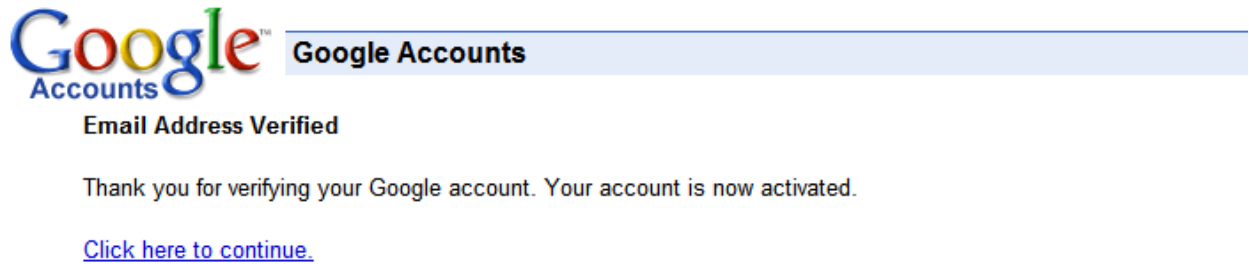 Google™
Accounts
Google Accounts
Email Address Verified
Thank you for verifying your Google account. Your account is now activated.
Click here to continue.